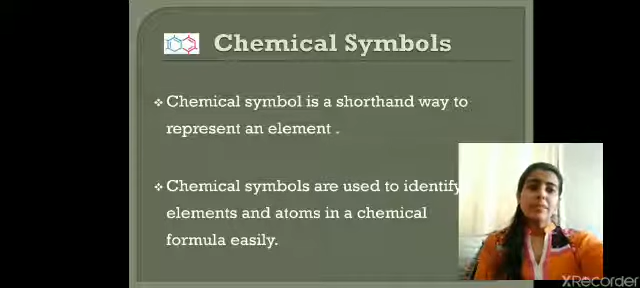 Chemical Symbols
❖ Chemical symbol is a shorthand way to
represent an element .
❖ Chemical symbols are used to identify
elements and atoms in a chemical
formula easily.
XRecorder